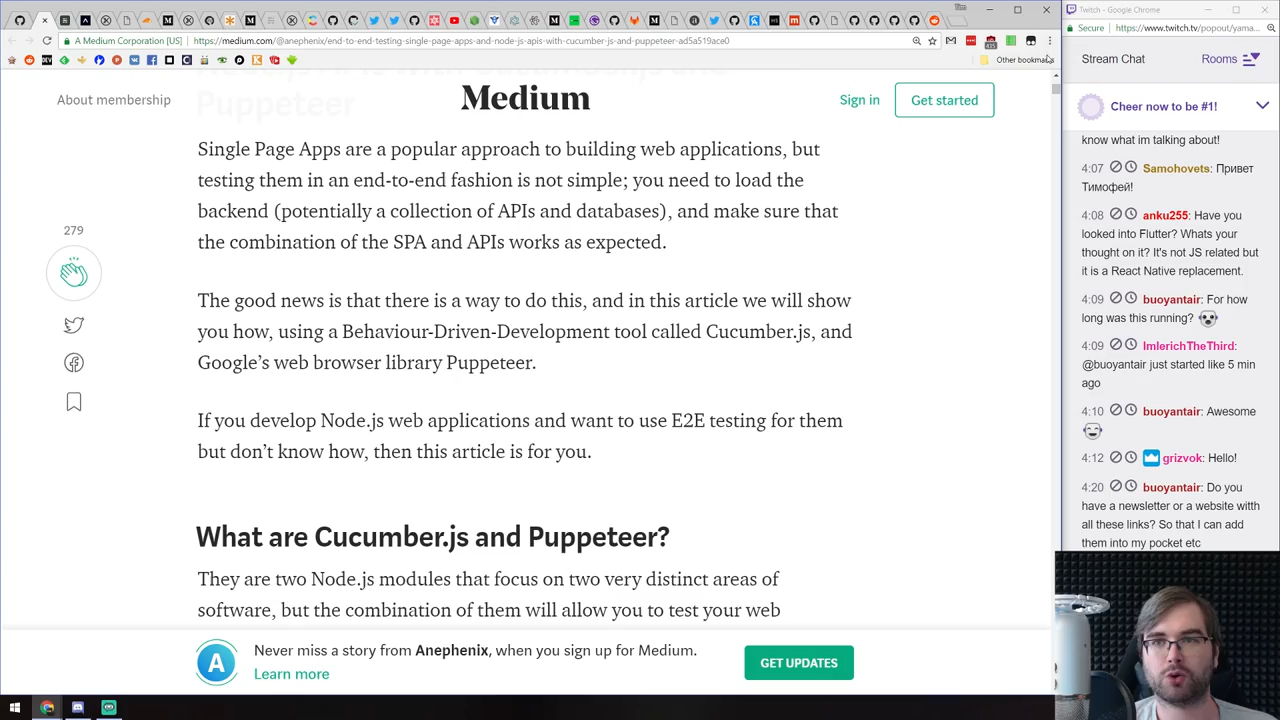 Twitch - Google Chrome
A Medium Corporation [US]
https://medium.com/@anephenix/end-to-end-testing-single-page-apps-and-node-js-apis-with-cucumber-js-and-puppeteer-ad5a519ace0
Secure
https://www.twitch.tv/popout/yama...
Other bookmarks
Puppeteer
About membership
Medium
Sign in
Get started
Single Page Apps are a popular approach to building web applications, but
testing them in an end-to-end fashion is not simple; you need to load the
backend (potentially a collection of APIs and databases), and make sure that
the combination of the SPA and APIs works as expected.
279
The good news is that there is a way to do this, and in this article we will show
you how, using a Behaviour-Driven-Development tool called Cucumber.js, and
Google's web browser library Puppeteer.
If you develop Node.js web applications and want to use E2E testing for them
but don't know how, then this article is for you.
What are Cucumber.js and Puppeteer?
They are two Node.js modules that focus on two very distinct areas of
software, but the combination of them will allow you to test your web
A
Never miss a story from Anephenix, when you sign up for Medium.
Learn more
GET UPDATES
Stream Chat
Rooms
Cheer now to be #1!
know what im talking about!
4:07 Samohovets: Привет
Тимофей!
4:08 anku255: Have you
looked into Flutter? Whats your
thought on it? It's not JS related but
it is a React Native replacement.
4:09 buoyantair: For how
long was this running?
4:09 ImlerichTheThird:
@buoyantair just started like 5 min
ago
4:10 buoyantair: Awesome
4:12 grizvok: Hello!
4:20 buoyantair: Do you
have a newsletter or a website witth
all these links? So that I can add
them into my pocket etc